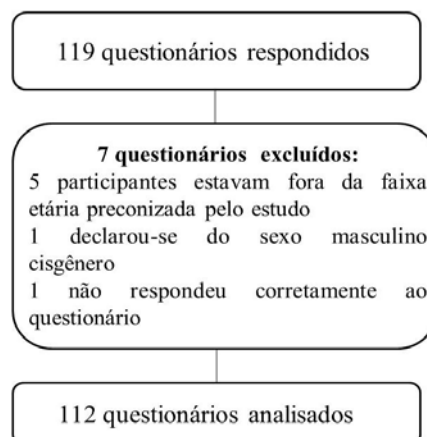 119 questionários respondidos
7 questionários excluídos:
5 participantes estavam fora da faixa
etária preconizada pelo estudo
1 declarou-se do sexo masculino
cisgênero
1 não respondeu corretamente ao
questionário
112 questionários analisados